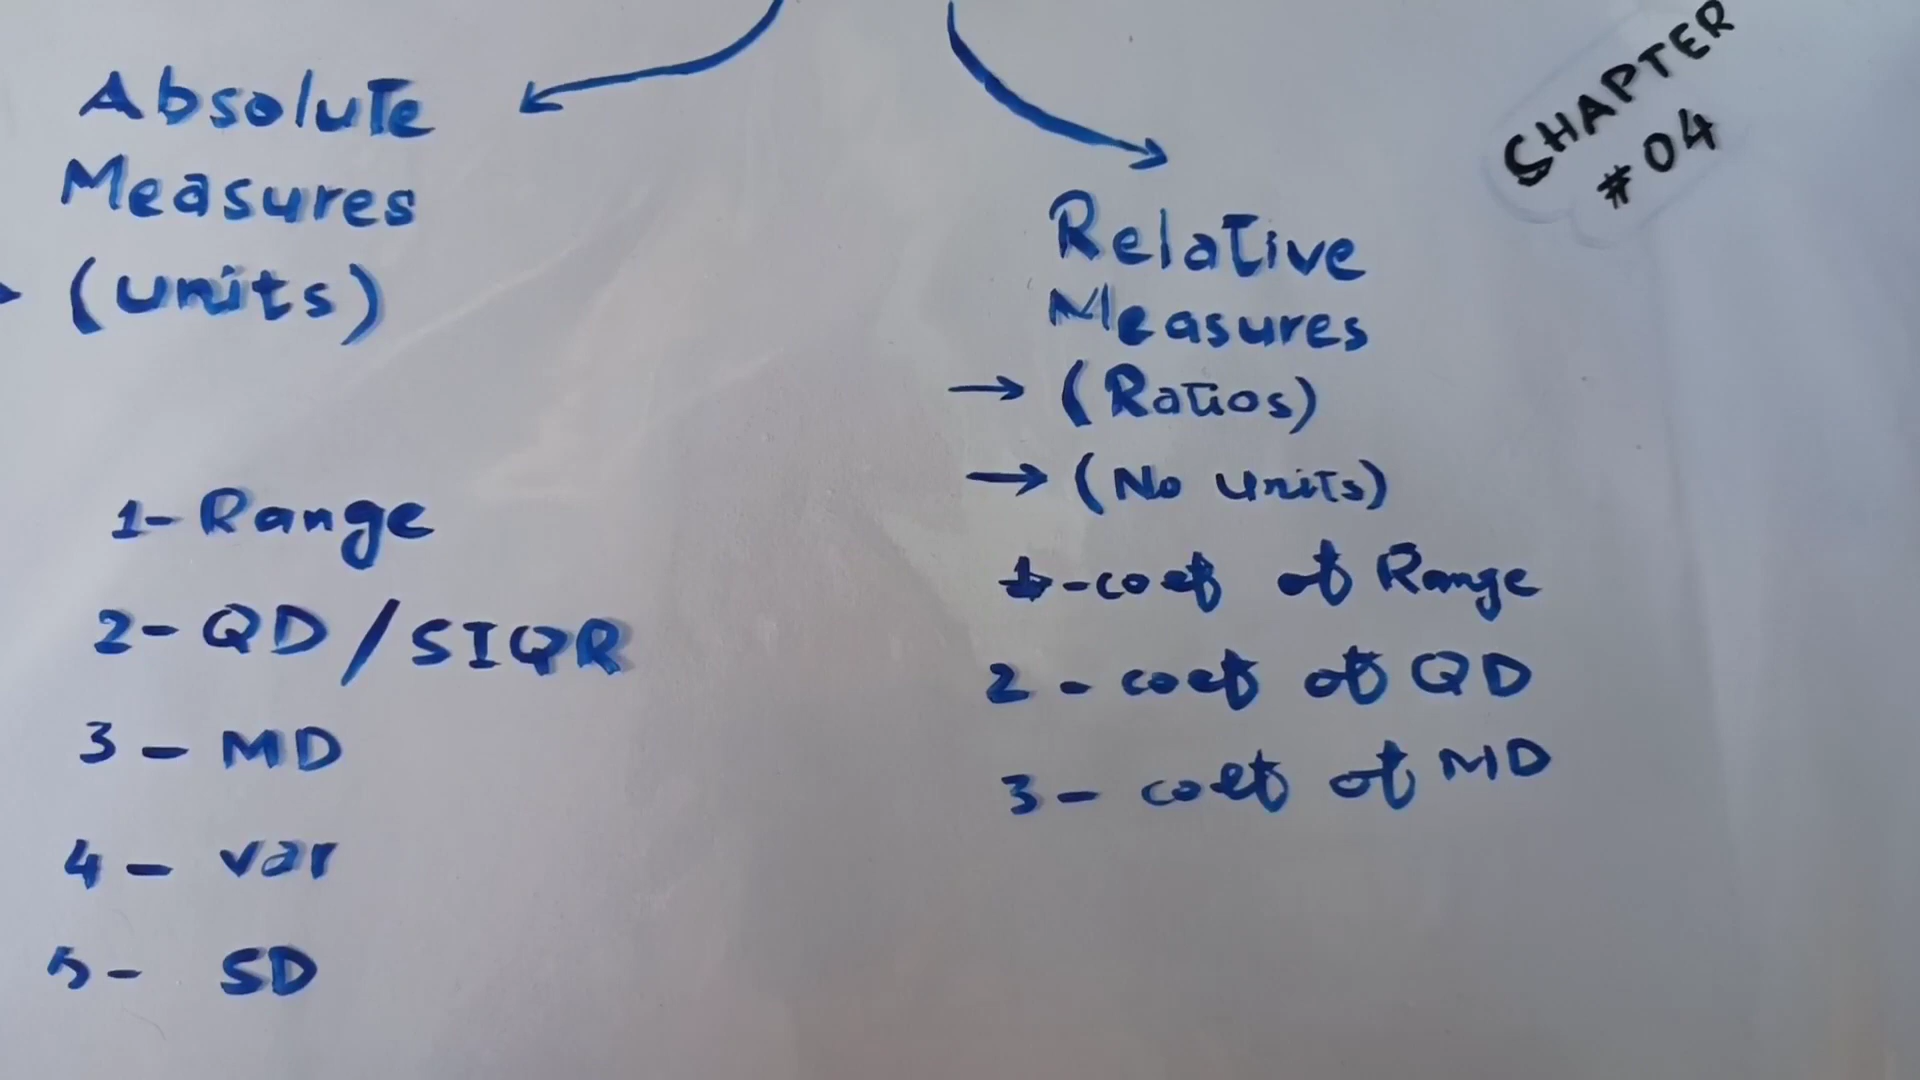 Absolute
Measures
(units)
1- Range
2- QD/SIQR
3- MD
4- var
5- SD
CHAPTER
#04
Relative
Measures
→ (Ratios)
→ (No units)
1-coef of Range
2- coef of QD
3- coef of MD